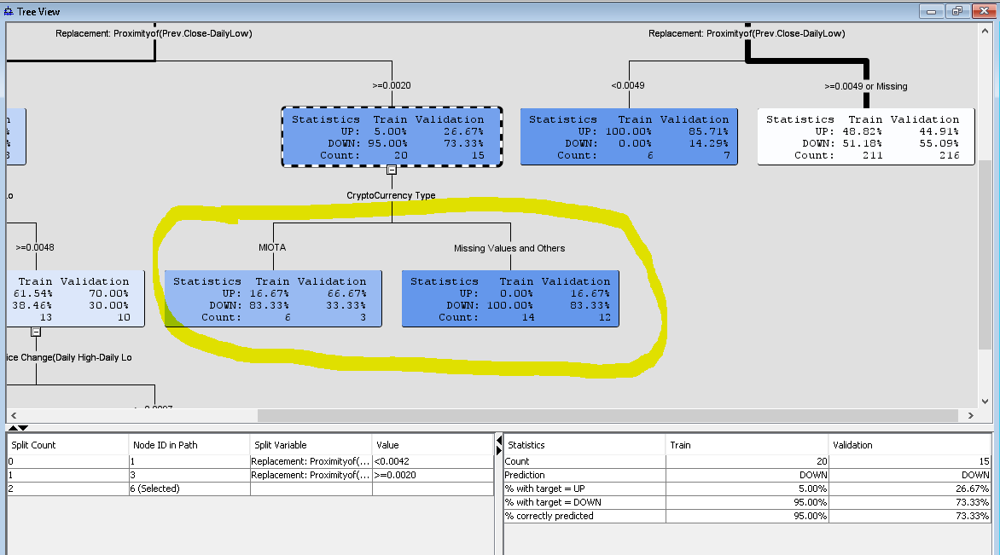 Tree View
Replacement: Proximityof(Prev.Close-DailyLow)
Replacement: Proximityof(Prev.Close-DailyLow)
>=0.0020
<0.0049
>=0.0049 or Missing
Statistics Train Validation
UP: 5.00% 26.67%
DOWN: 95.00% 73.33%
Count: 20 15
Statistics Train Validation
UP: 100.00% 85.71%
DOWN: 0.00% 14.29%
Count: 6 7
Statistics Train Validation
UP: 48.82% 44.91%
DOWN: 51.18% 55.09%
Count: 211 216
CryptoCurrency Type
>=0.0048
MIOTA
Missing Values and Others
Train Validation
61.54% 70.00%
38.46% 30.00%
13 10
Statistics Train Validation
UP: 16.67% 66.67%
DOWN: 83.33% 33.33%
Count: 6 3
Statistics Train Validation
UP: 0.00% 16.67%
DOWN: 100.00% 83.33%
Count: 14 12
ice Change(Daily High-Daily Lo
Split Count Node ID in Path Split Variable Value
0 1 Replacement: Proximityof(... <0.0042
1 3 Replacement: Proximityof(... >=0.0020
2 6 (Selected)
Statistics Train Validation
Count 20 15
Prediction DOWN DOWN
% with target = UP 5.00% 26.67%
% with target = DOWN 95.00% 73.33%
% correctly predicted 95.00% 73.33%